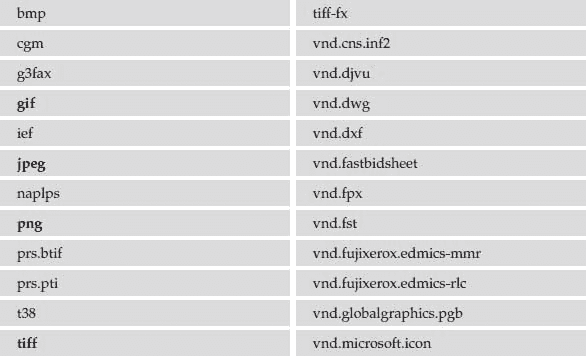 bmp
cgm
g3fax
gif
ief
jpeg
naplps
png
prs.btif
prs.pti
t38
tiff
tiff-fx
vnd.cns.inf2
vnd.djvu
vnd.dwg
vnd.dxf
vnd.fastbidsheet
vnd.fpx
vnd.fst
vnd.fujixerox.edmics-mmr
vnd.fujixerox.edmics-rlc
vnd.globalgraphics.pgb
vnd.microsoft.icon